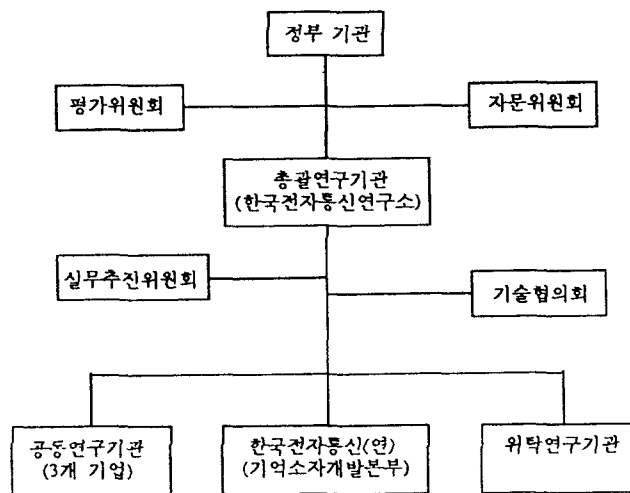 정부 기관
평가위원회
자문위원회
총괄연구기관
(한국전자통신연구소)
실무추진위원회
기술협의회
공동연구기관
(3개 기업)
한국전자통신(연)
(기억소자개발본부)
위탁연구기관